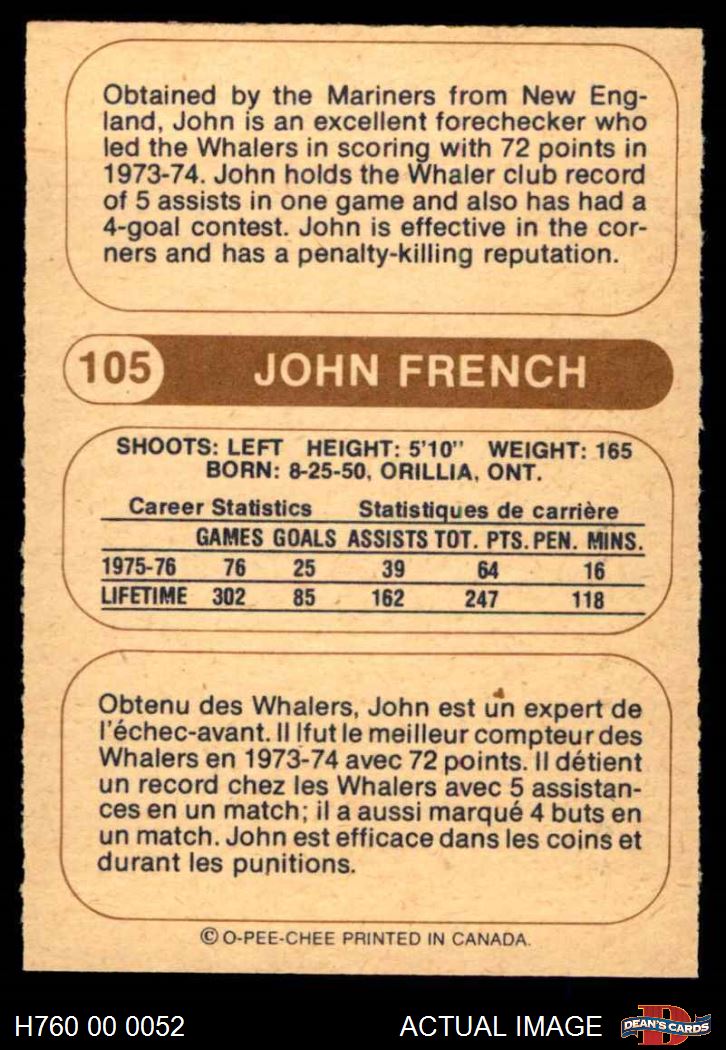 Obtained by the Mariners from New Eng-
land, John is an excellent forechecker who
led the Whalers in scoring with 72 points in
1973-74. John holds the Whaler club record
of 5 assists in one game and also has had a
4-goal contest. John is effective in the cor-
ners and has a penalty-killing reputation.
105 JOHN FRENCH
SHOOTS: LEFT HEIGHT: 5'10" WEIGHT: 165
BORN: 8-25-50, ORILLIA, ONT.
Career Statistics Statistiques de carrière
GAMES GOALS ASSISTS TOT. PTS. PEN. MINS.
1975-76 76 25 39 64 16
LIFETIME 302 85 162 247 118
Obtenu des Whalers, John est un expert de
l'échec-avant. Il lfut le meilleur compteur des
Whalers en 1973-74 avec 72 points. Il détient
un record chez les Whalers avec 5 assistan-
ces en un match; il a aussi marqué 4 buts en
un match. John est efficace dans les coins et
durant les punitions.
© O-PEE-CHEE PRINTED IN CANADA.
H760 00 0052 ACTUAL IMAGE D DEAN'S CARDS